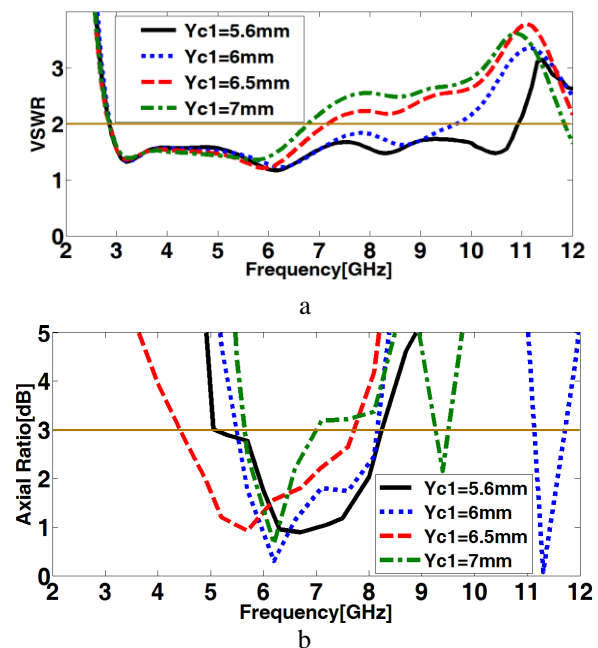 4
3
2
1
0
VSWR
Yc1=5.6mm
Yc1=6mm
Yc1=6.5mm
Yc1=7mm
2 3 4 5 6 7 8 9 10 11 12
Frequency[GHz]
a
5
4
3
2
1
0
Axial Ratio[dB]
Yc1=5.6mm
Yc1=6mm
Yc1=6.5mm
Yc1=7mm
2 3 4 5 6 7 8 9 10 11 12
Frequency[GHz]
b